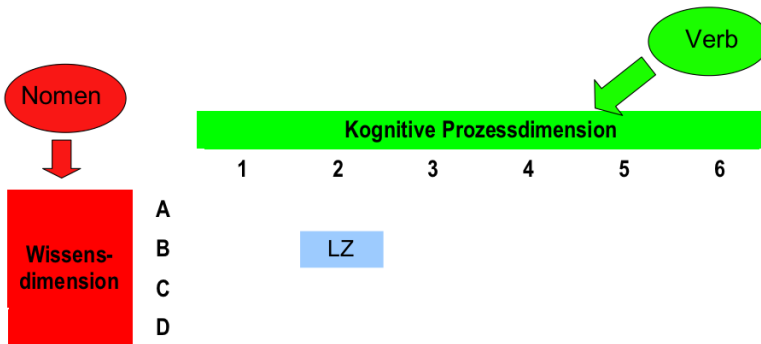 Verb
Nomen
Kognitive Prozessdimension
1 2 3 4 5 6
A
Wissens-
dimension
B LZ
C
D